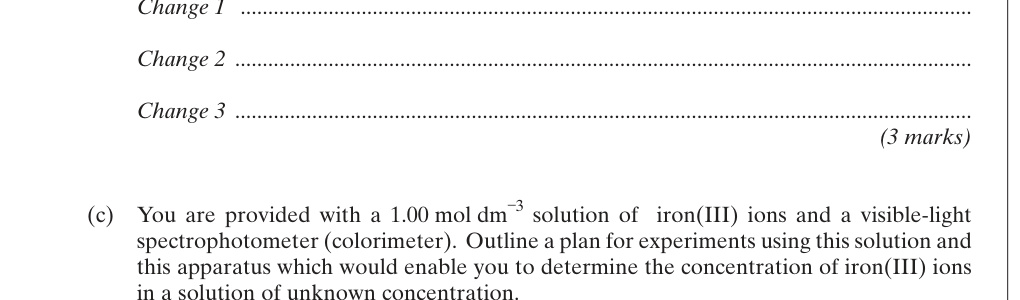 Change 1 ................................................................................................................................................
Change 2 ................................................................................................................................................
Change 3 ................................................................................................................................................
(3 marks)
(c) You are provided with a 1.00 mol dm⁻³ solution of iron(III) ions and a visible-light
spectrophotometer (colorimeter). Outline a plan for experiments using this solution and
this apparatus which would enable you to determine the concentration of iron(III) ions
in a solution of unknown concentration.